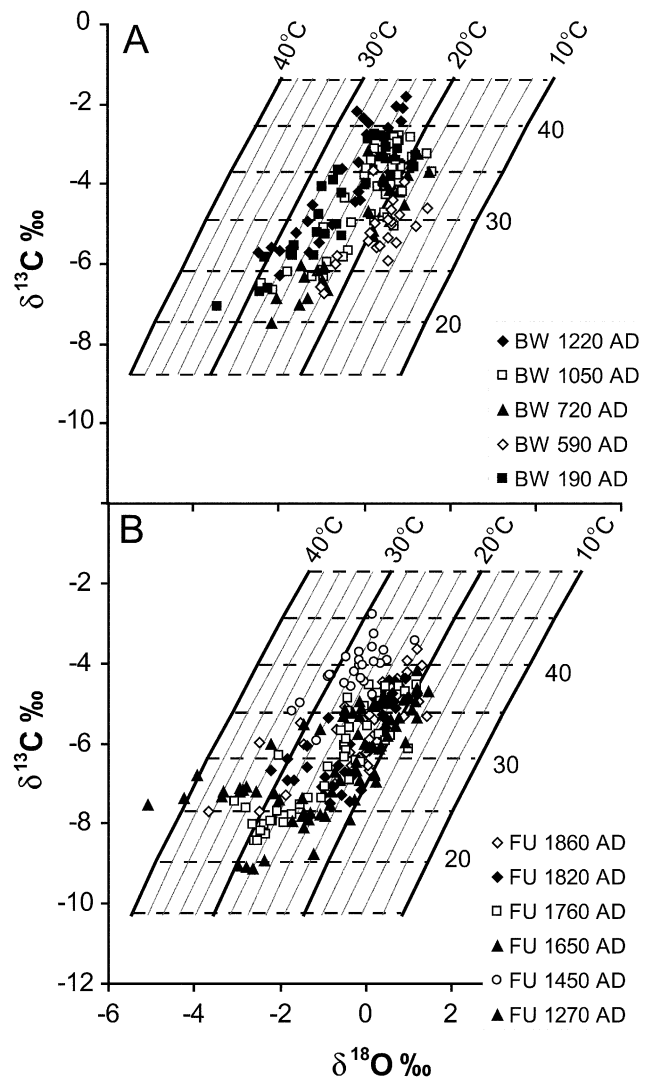 A
0
-2
-4
-6
-8
-10
δ¹³C ‰
40°C
30°C
20°C
10°C
40
30
20
BW 1220 AD
BW 1050 AD
BW 720 AD
BW 590 AD
BW 190 AD
B
-2
-4
-6
-8
-10
-12
δ¹³C ‰
40°C
30°C
20°C
10°C
40
30
20
FU 1860 AD
FU 1820 AD
FU 1760 AD
FU 1650 AD
FU 1450 AD
FU 1270 AD
-6 -4 -2 0 2
δ¹⁸O ‰